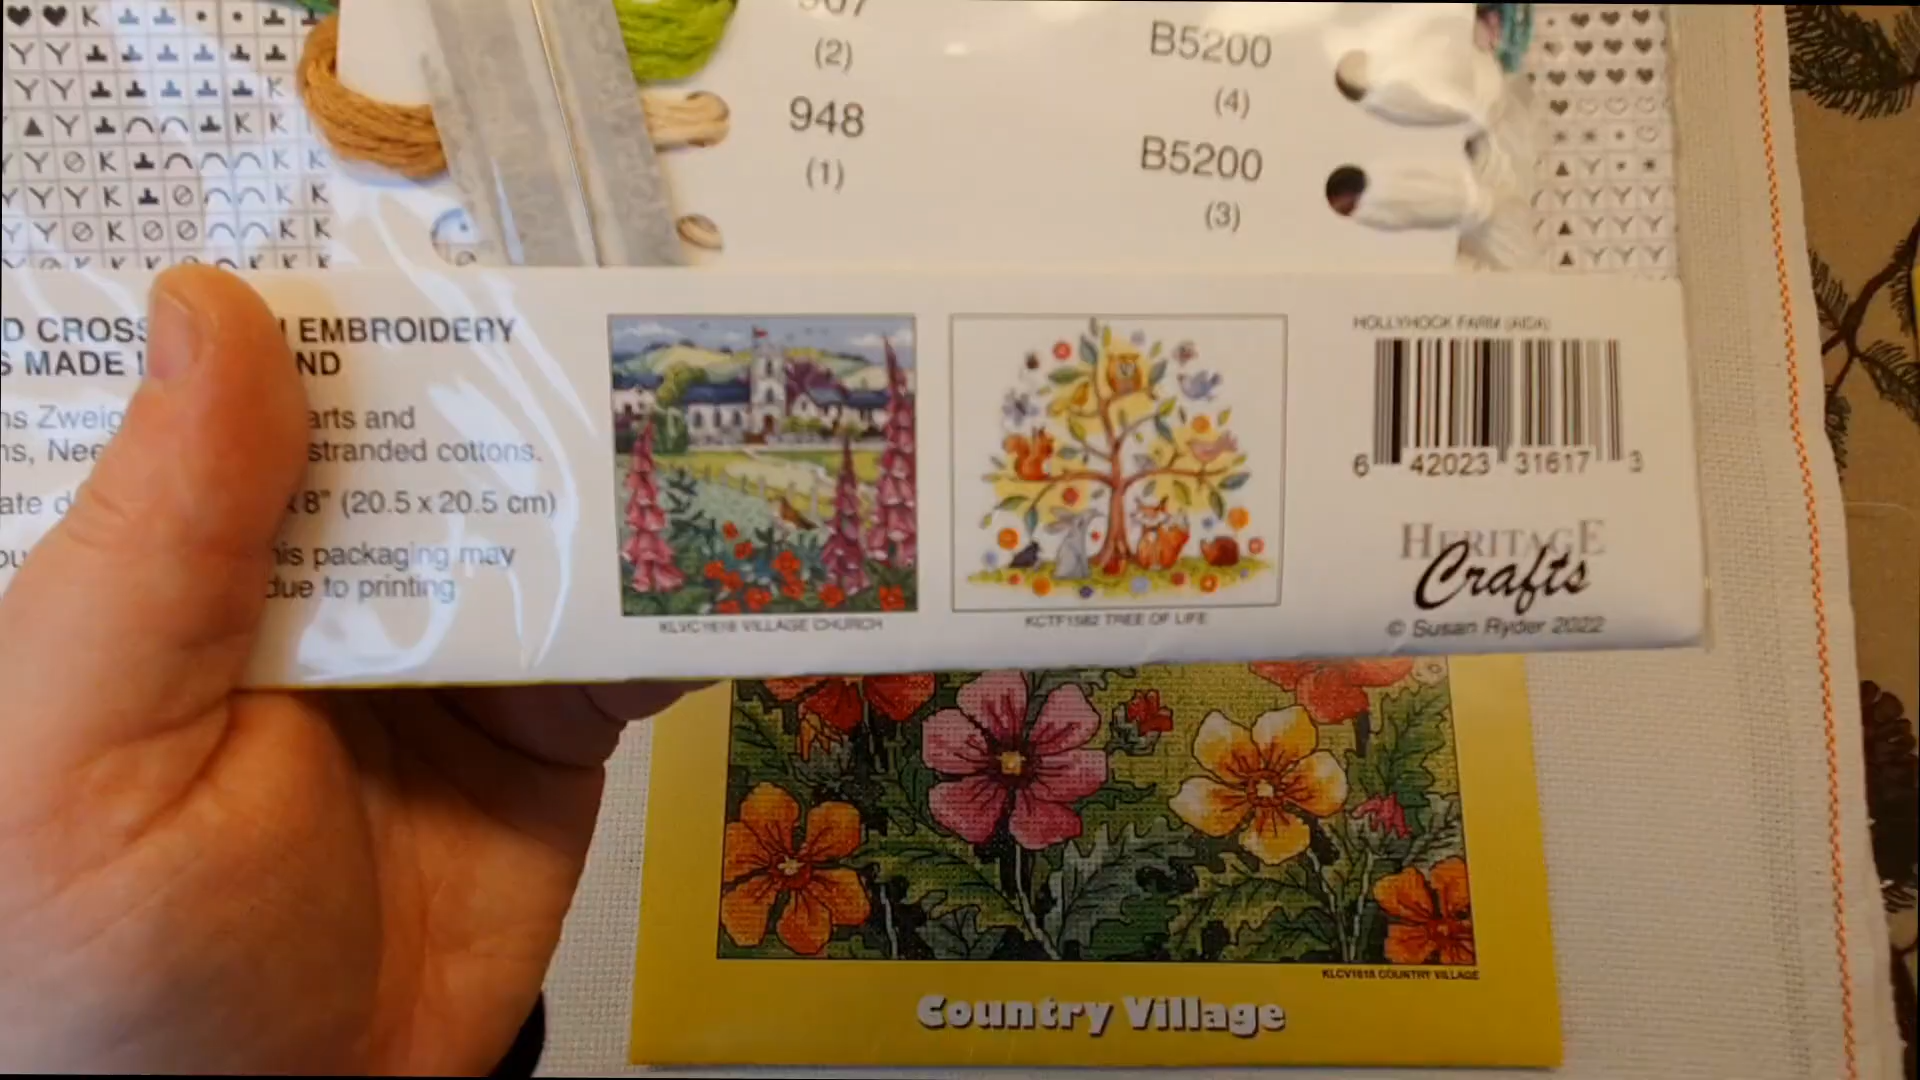 907
(2)
948
(1)
B5200
(4)
B5200
(3)
D CROSS EMBROIDERY
S MADE I ND
ns Zweig arts and
ns, Nee stranded cottons.
ate d x 8" (20.5 x 20.5 cm)
ou his packaging may
due to printing
KLVC1616 VILLAGE CHURCH
KCTF1582 TREE OF LIFE
HOLLYHOCK FARM (AIDA)
6 42023 31617 3
HERITAGE
Crafts
© Susan Ryder 2022
KLCV1618 COUNTRY VILLAGE
Country Village